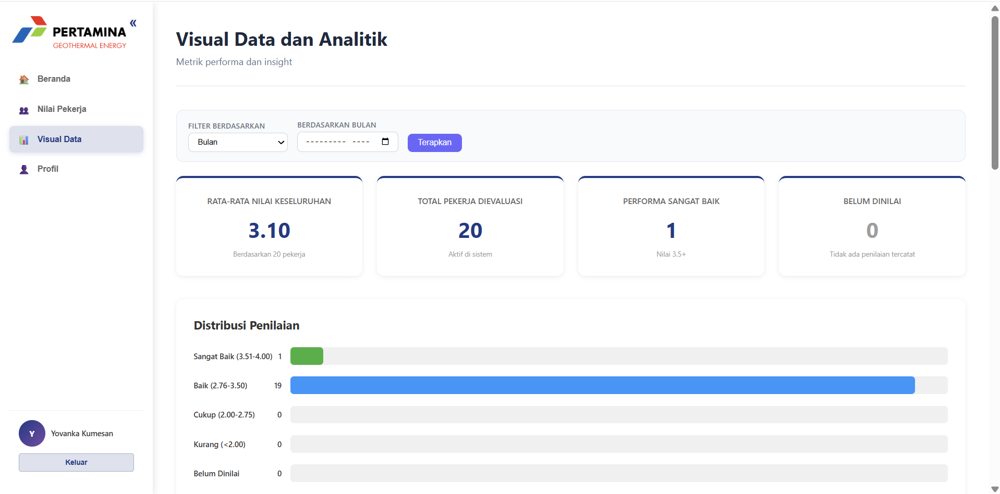 PERTAMINA
GEOTHERMAL ENERGY
«
Beranda
Nilai Pekerja
Visual Data
Profil
Y
Yovanka Kumesan
Keluar
Visual Data dan Analitik
Metrik performa dan insight
FILTER BERDASARKAN
Bulan
BERDASARKAN BULAN
--------- ----
Terapkan
RATA-RATA NILAI KESELURUHAN
3.10
Berdasarkan 20 pekerja
TOTAL PEKERJA DIEVALUASI
20
Aktif di sistem
PERFORMA SANGAT BAIK
1
Nilai 3.5+
BELUM DINILAI
0
Tidak ada penilaian tercatat
Distribusi Penilaian
Sangat Baik (3.51-4.00) 1
Baik (2.76-3.50) 19
Cukup (2.00-2.75) 0
Kurang (<2.00) 0
Belum Dinilai 0